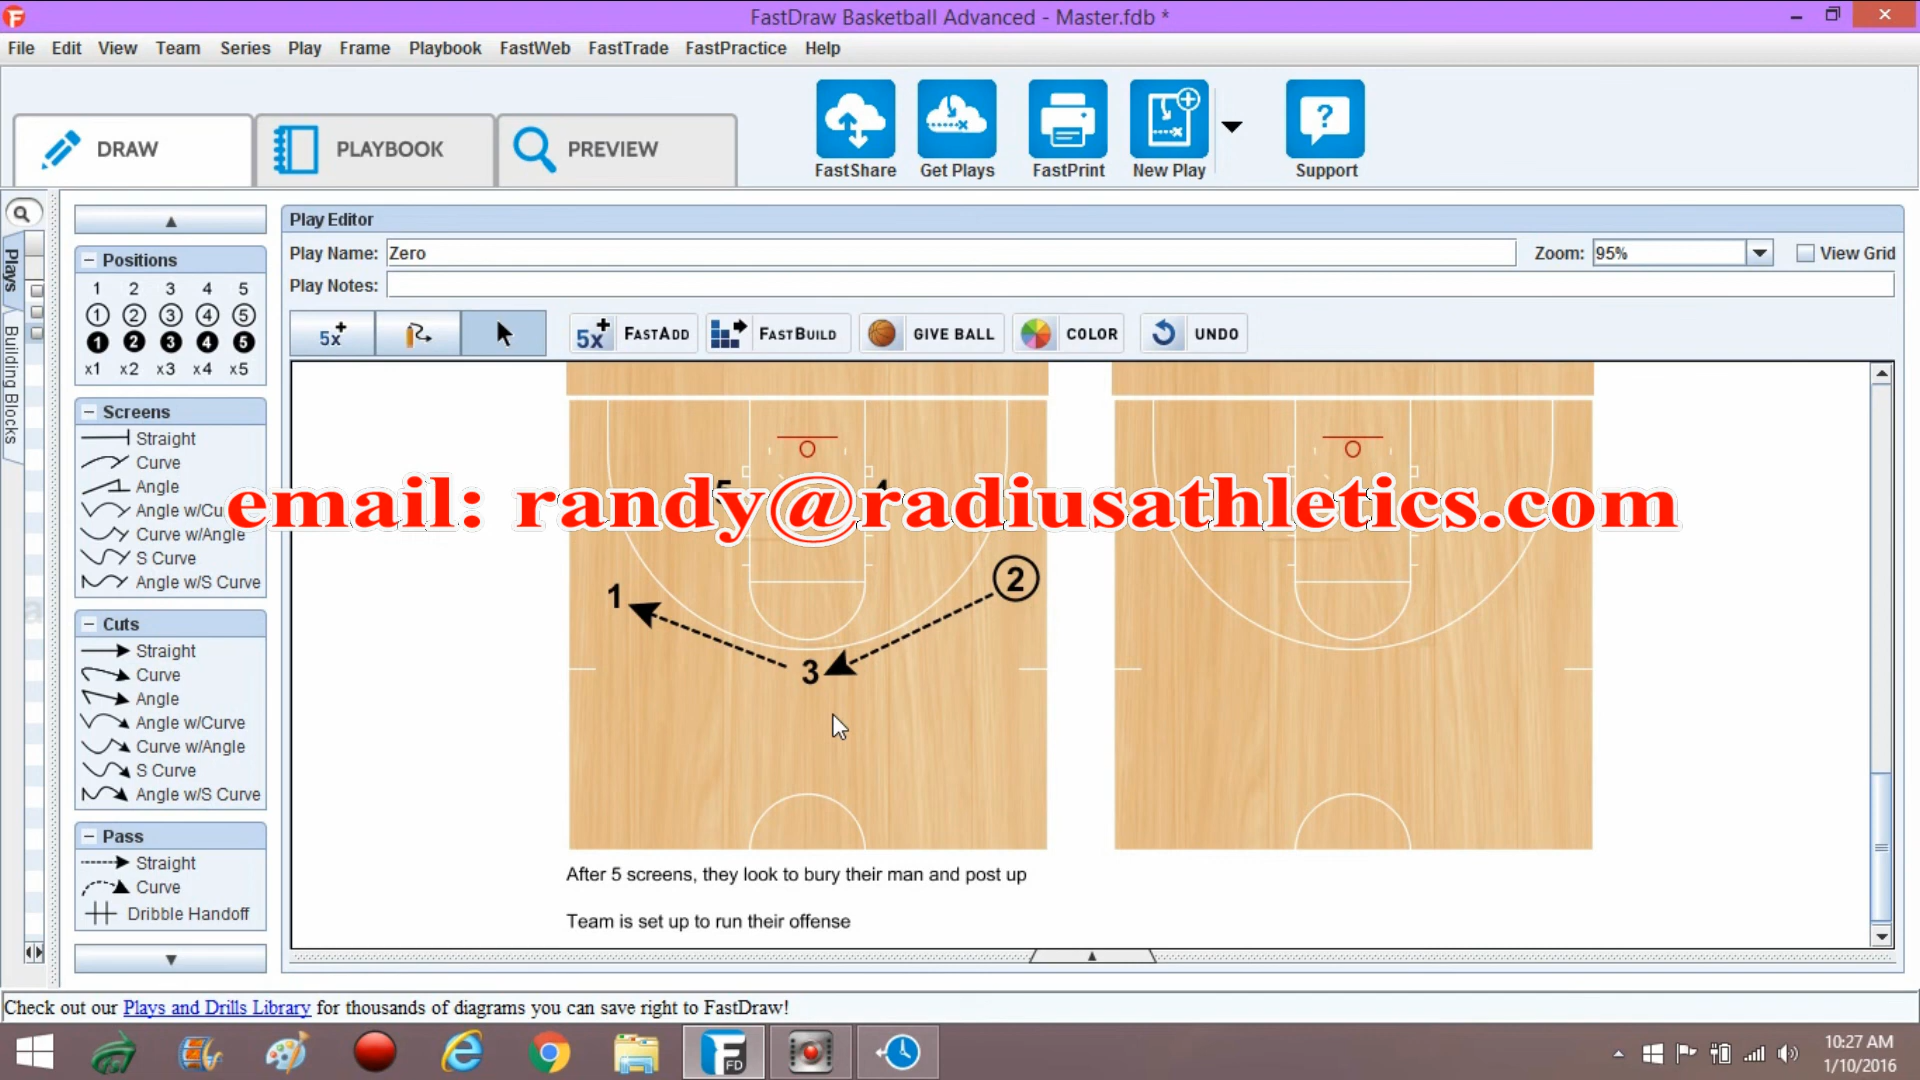 FastDraw Basketball Advanced - Master.fdb *
File Edit View Team Series Play Frame Playbook FastWeb FastTrade FastPractice Help
DRAW PLAYBOOK PREVIEW
FastShare Get Plays FastPrint New Play Support
Play Editor
Play Name: Zero Zoom: 95% View Grid
Play Notes:
5x+ 5x+ FASTADD FASTBUILD GIVE BALL COLOR UNDO
Plays
Building Blocks
Positions
1 2 3 4 5
1 2 3 4 5
1 2 3 4 5
x1 x2 x3 x4 x5
Screens
Straight
Curve
Angle
Angle w/Cu
Curve w/Angle
S Curve
Angle w/S Curve
Cuts
Straight
Curve
Angle
Angle w/Curve
Curve w/Angle
S Curve
Angle w/S Curve
Pass
Straight
Curve
Dribble Handoff
5 4
email: randy@radiusathletics.com
2
1
3
After 5 screens, they look to bury their man and post up
Team is set up to run their offense
Check out our Plays and Drills Library for thousands of diagrams you can save right to FastDraw!
FD
10:27 AM
1/10/2016